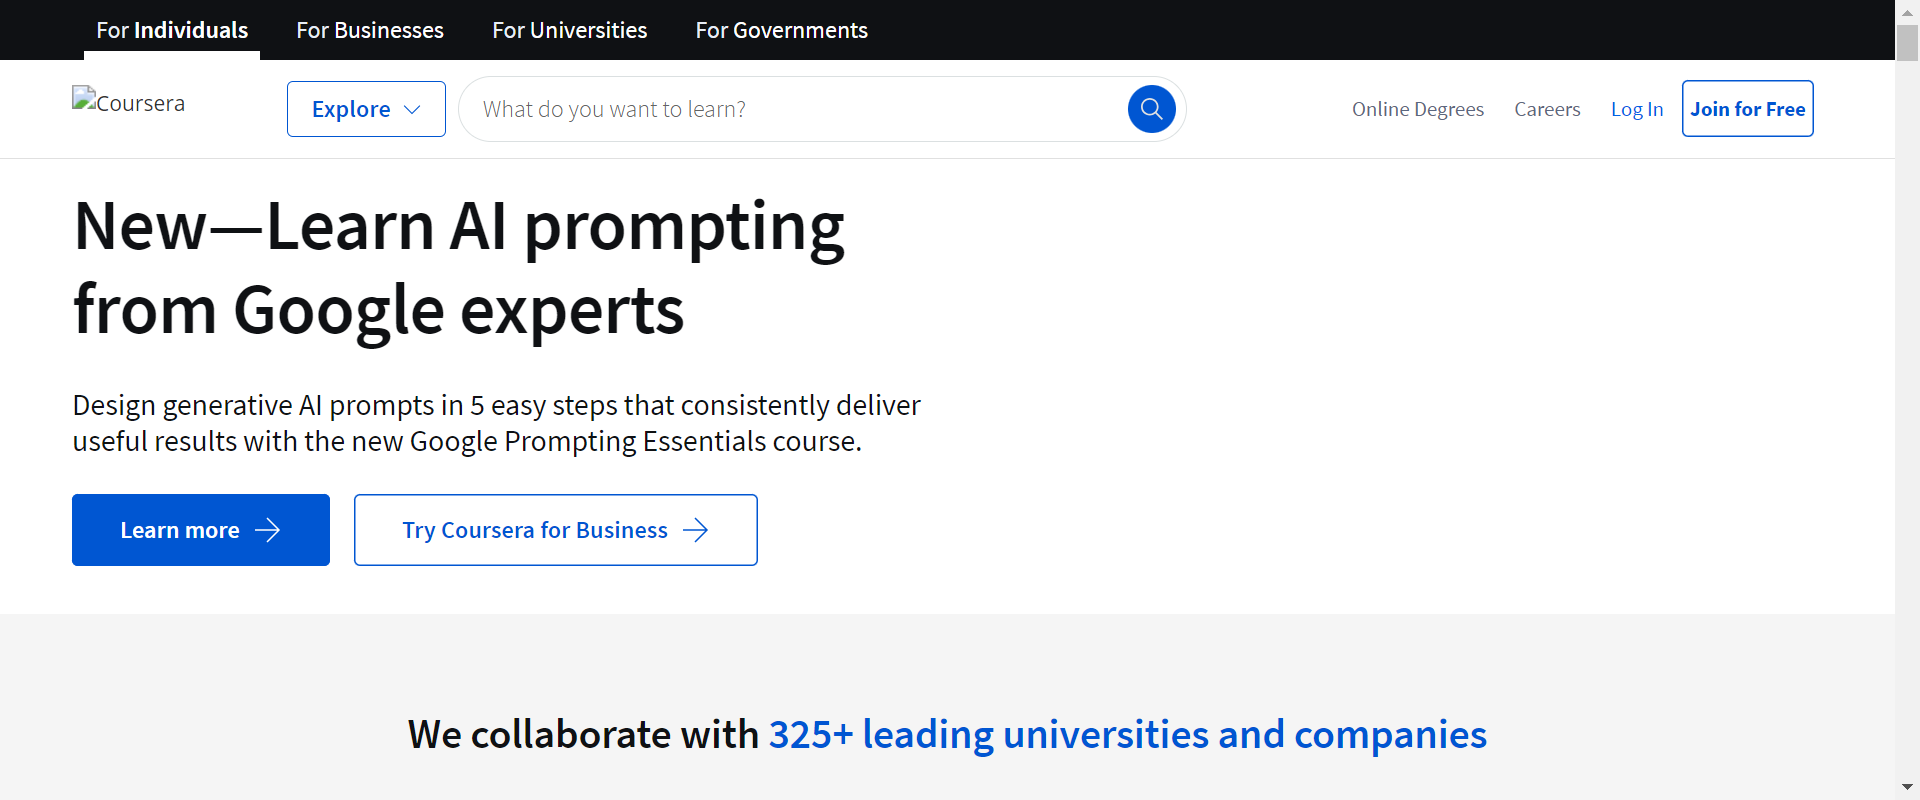 For Individuals For Businesses For Universities For Governments
Coursera Explore What do you want to learn? Online Degrees Careers Log In Join for Free
New—Learn AI prompting
from Google experts
Design generative AI prompts in 5 easy steps that consistently deliver
useful results with the new Google Prompting Essentials course.
Learn more Try Coursera for Business
We collaborate with 325+ leading universities and companies